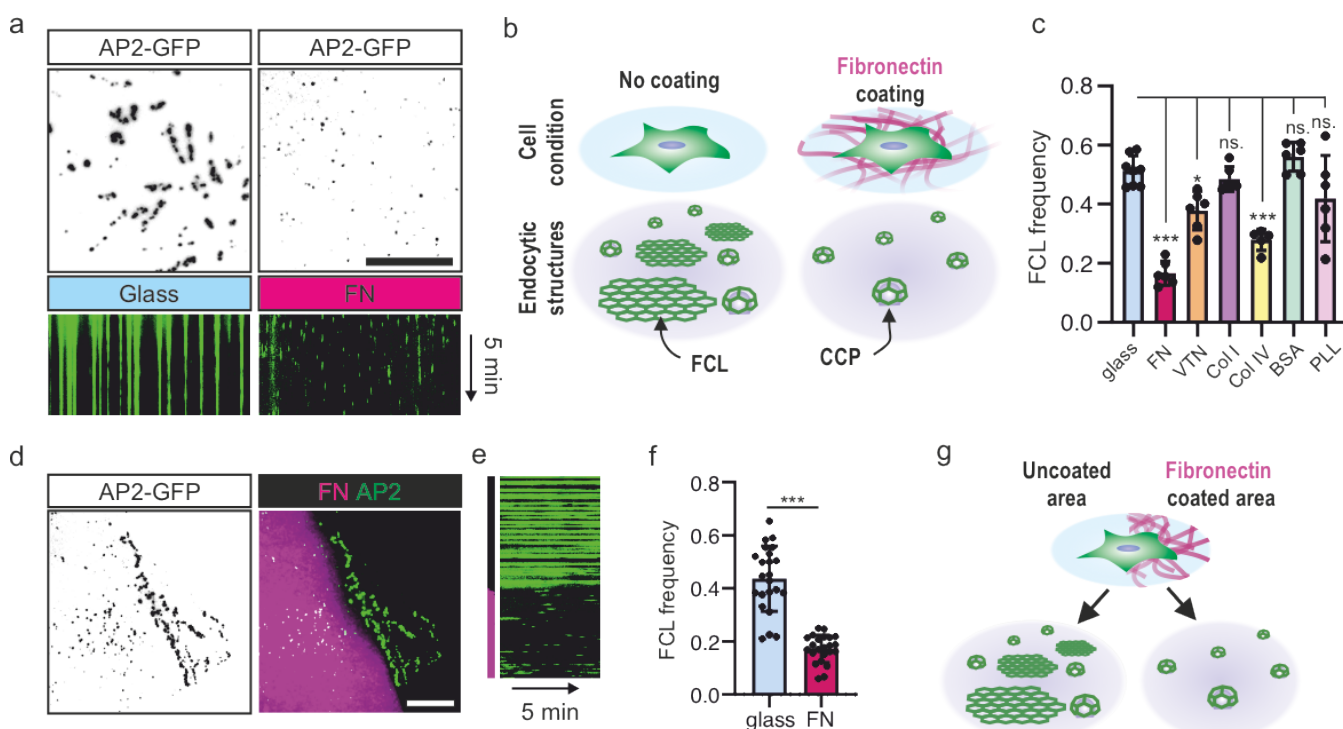 a
AP2-GFP
AP2-GFP
Glass
FN
5 min
b
No coating
Fibronectin
coating
Cell
condition
Endocytic
structures
FCL
CCP
c
FCL frequency
0.8
0.6
0.4
0.2
0.0
***
*
ns.
***
ns.
ns.
glass
FN
VTN
Col I
Col IV
BSA
PLL
d
AP2-GFP
FN AP2
e
5 min
f
FCL frequency
0.8
0.6
0.4
0.2
0.0
***
glass
FN
g
Uncoated
area
Fibronectin
coated area